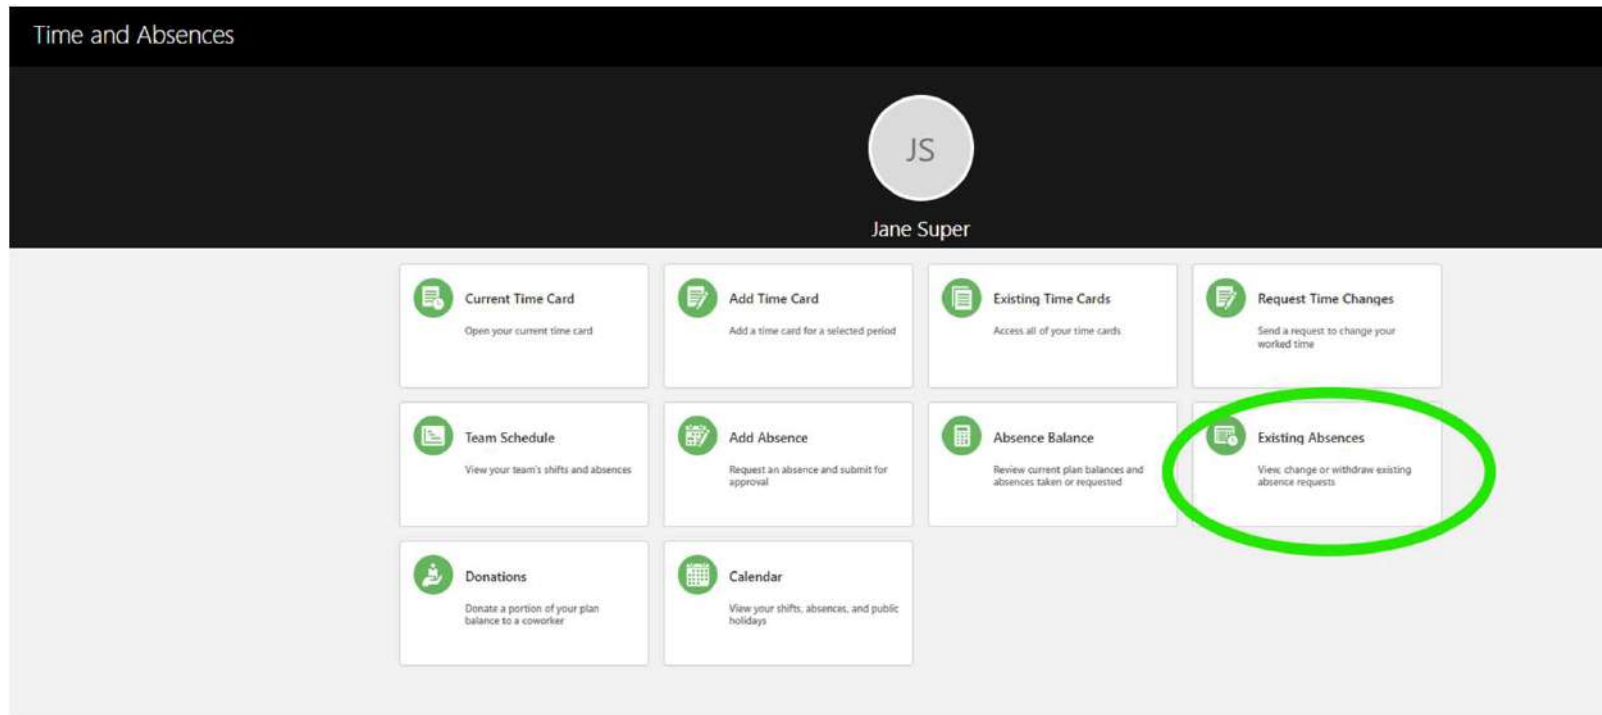 Time and Absences
JS
Jane Super
Current Time Card
Open your current time card
Add Time Card
Add a time card for a selected period
Existing Time Cards
Access all of your time cards
Request Time Changes
Send a request to change your
worked time
Team Schedule
View your team's shifts and absences
Add Absence
Request an absence and submit for
approval
Absence Balance
Review current plan balances and
absences taken or requested
Existing Absences
View, change or withdraw existing
absence requests
Donations
Donate a portion of your plan
balance to a coworker
Calendar
View your shifts, absences, and public
holidays